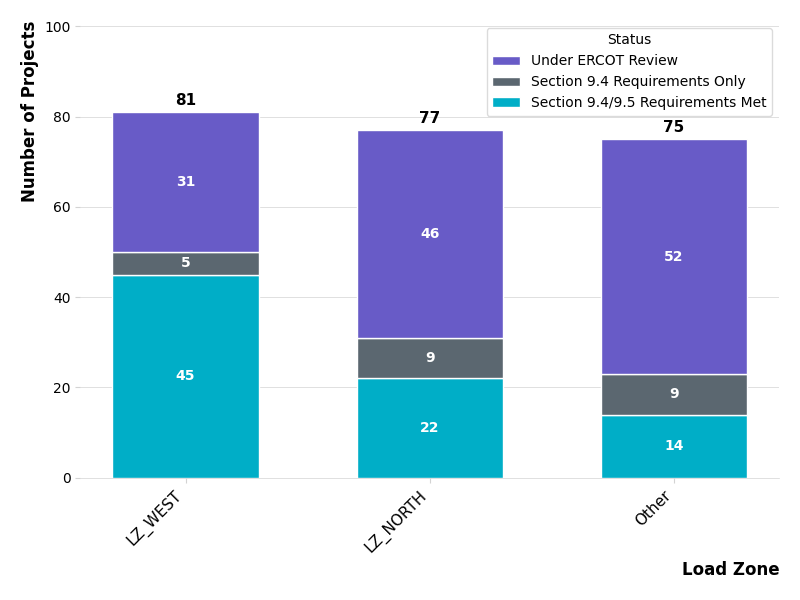 Number of Projects
100
80
60
40
20
0
Status
Under ERCOT Review
Section 9.4 Requirements Only
Section 9.4/9.5 Requirements Met
81
31
5
45
77
46
9
22
75
52
9
14
LZ_WEST
LZ_NORTH
Other
Load Zone